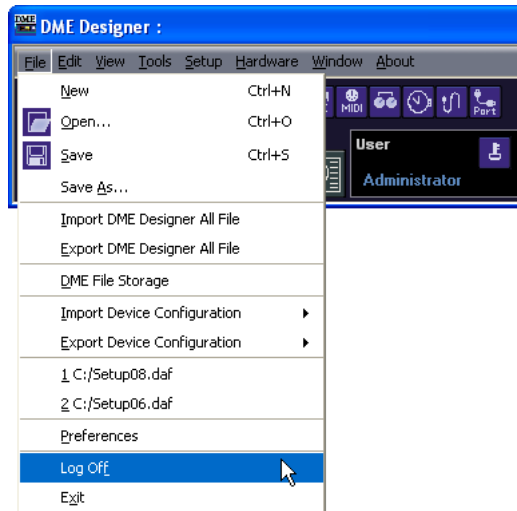 DME DME Designer :
File Edit View Tools Setup Hardware Window About
New Ctrl+N
Open... Ctrl+O
Save Ctrl+S
Save As...
Import DME Designer All File
Export DME Designer All File
DME File Storage
Import Device Configuration
Export Device Configuration
1 C:/Setup08.daf
2 C:/Setup06.daf
Preferences
Log Off
Exit
MIDI
Port
User
Administrator